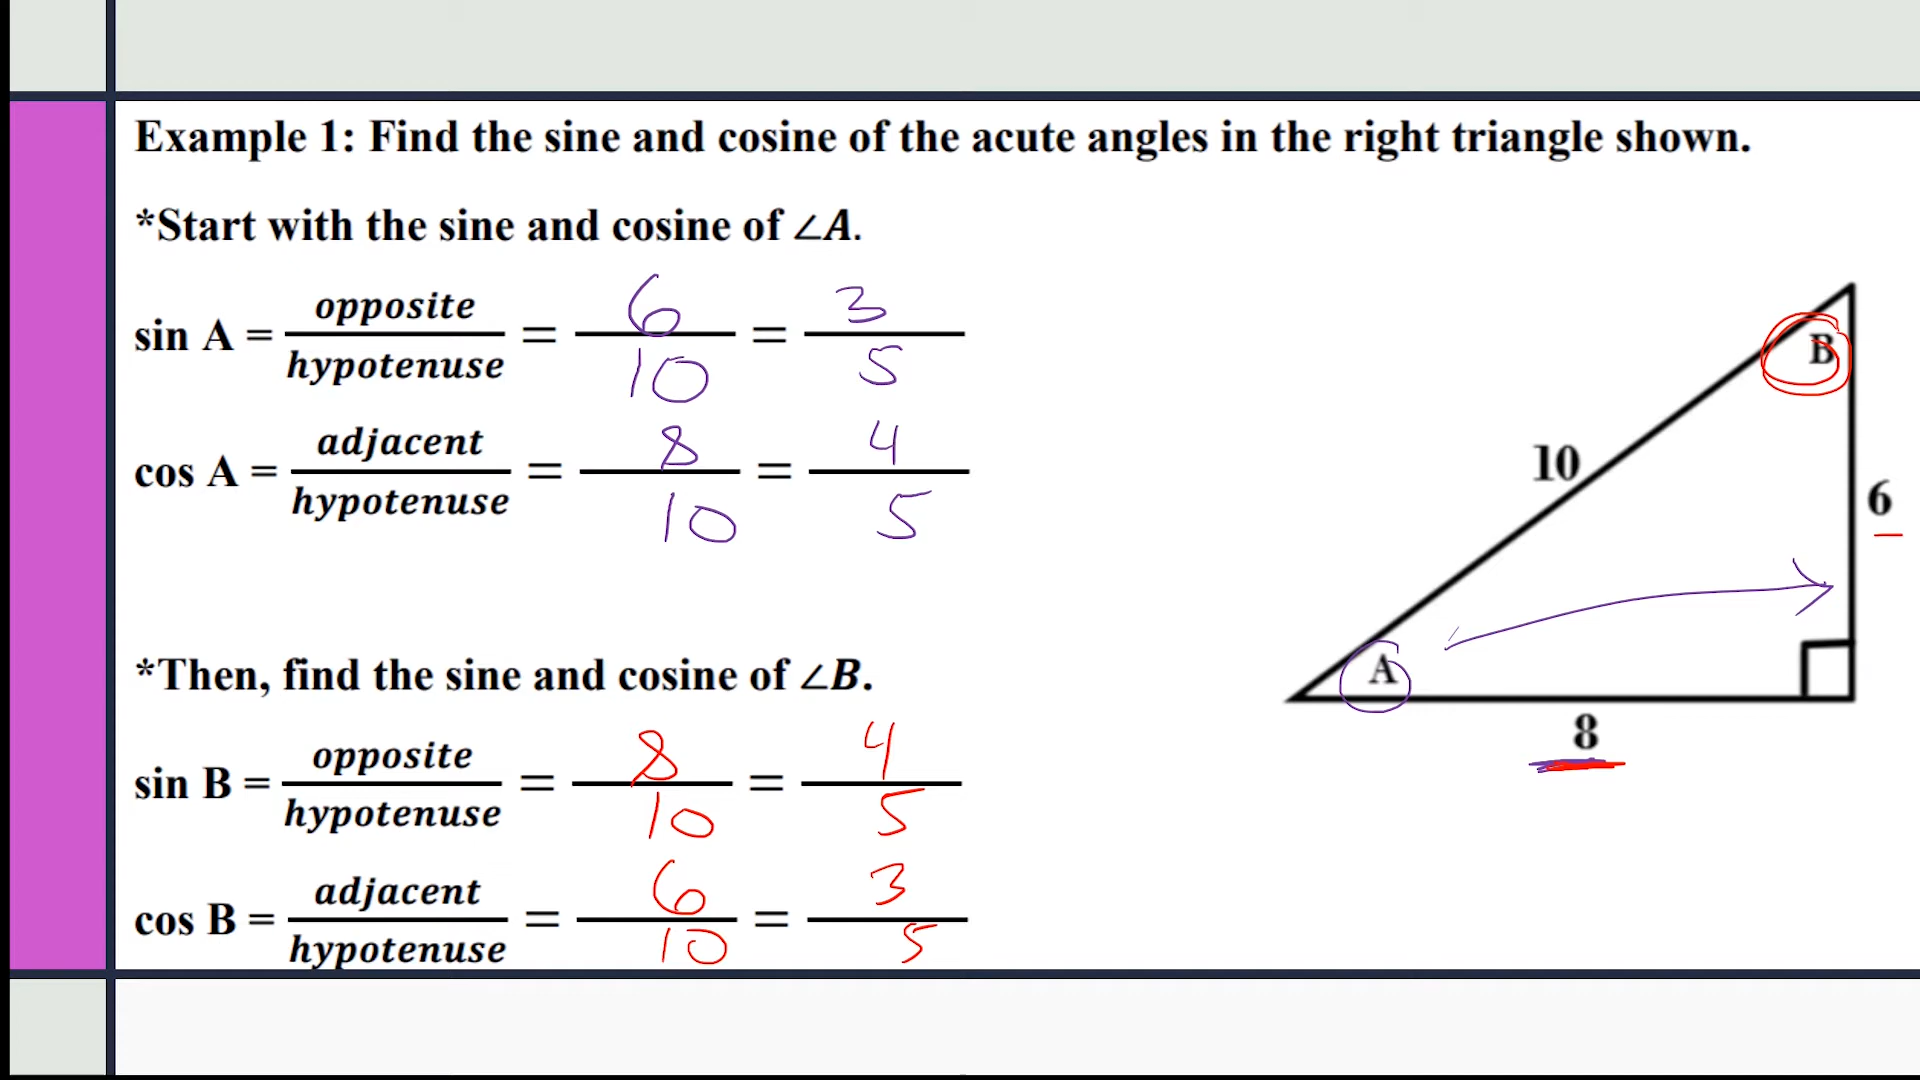 Example 1: Find the sine and cosine of the acute angles in the right triangle shown.
*Start with the sine and cosine of ∠A.
sin A = opposite/hypotenuse = 6/10 = 3/5
cos A = adjacent/hypotenuse = 8/10 = 4/5
*Then, find the sine and cosine of ∠B.
sin B = opposite/hypotenuse = 8/10 = 4/5
cos B = adjacent/hypotenuse = 6/10 = 3/5
B
10
6
A
8